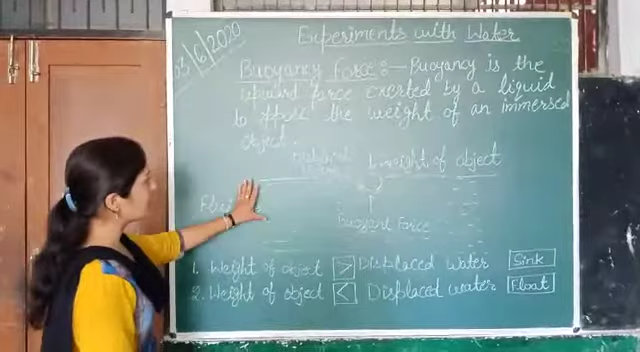 03/6/2020
Experiments with Water
Buoyancy Force :- Buoyancy is the
upward force exerted by a liquid
to oppose the weight of an immersed
object.
weight of object
Buoyant Force
1. Weight of object > Displaced Water Sink
2. Weight of object < Displaced water Float